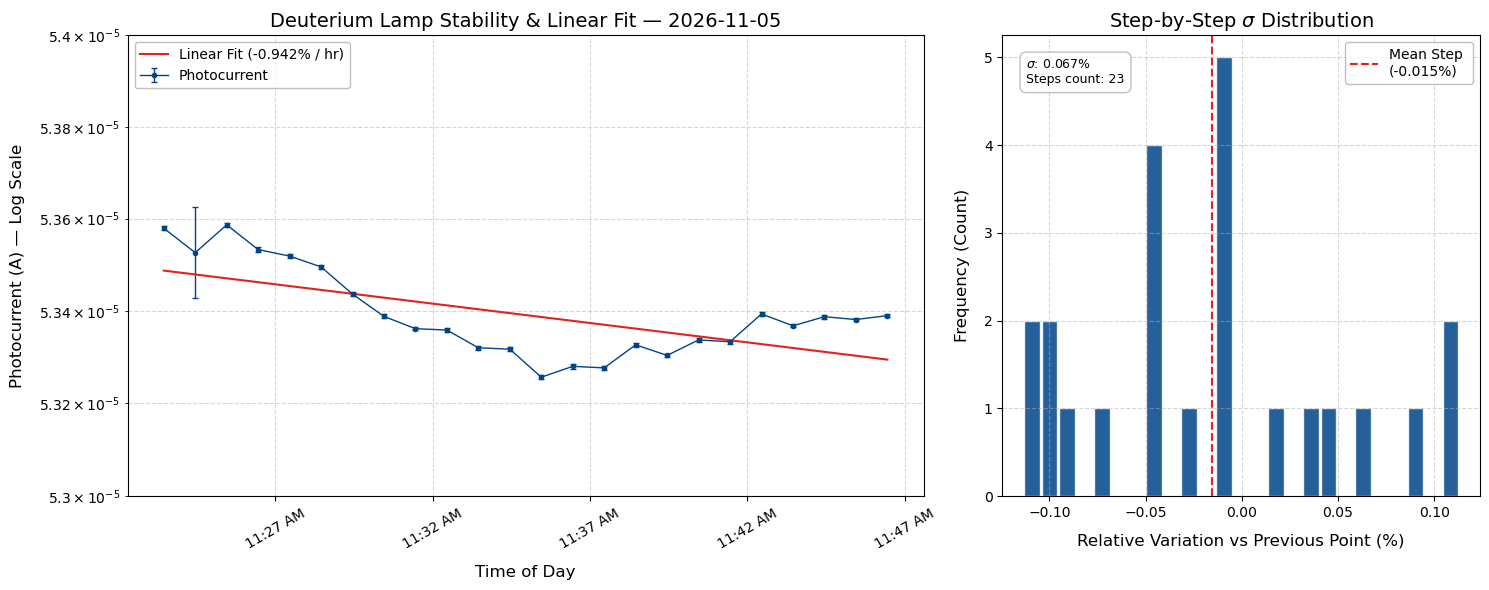 Deuterium Lamp Stability & Linear Fit — 2026-11-05
Photocurrent (A) — Log Scale
5.4 × 10⁻⁵
5.38 × 10⁻⁵
5.36 × 10⁻⁵
5.34 × 10⁻⁵
5.32 × 10⁻⁵
5.3 × 10⁻⁵
Linear Fit (-0.942% / hr)
Photocurrent
11:27 AM
11:32 AM
11:37 AM
11:42 AM
11:47 AM
Time of Day
Step-by-Step σ Distribution
Frequency (Count)
5
4
3
2
1
0
σ: 0.067%
Steps count: 23
Mean Step
(-0.015%)
−0.10
−0.05
0.00
0.05
0.10
Relative Variation vs Previous Point (%)